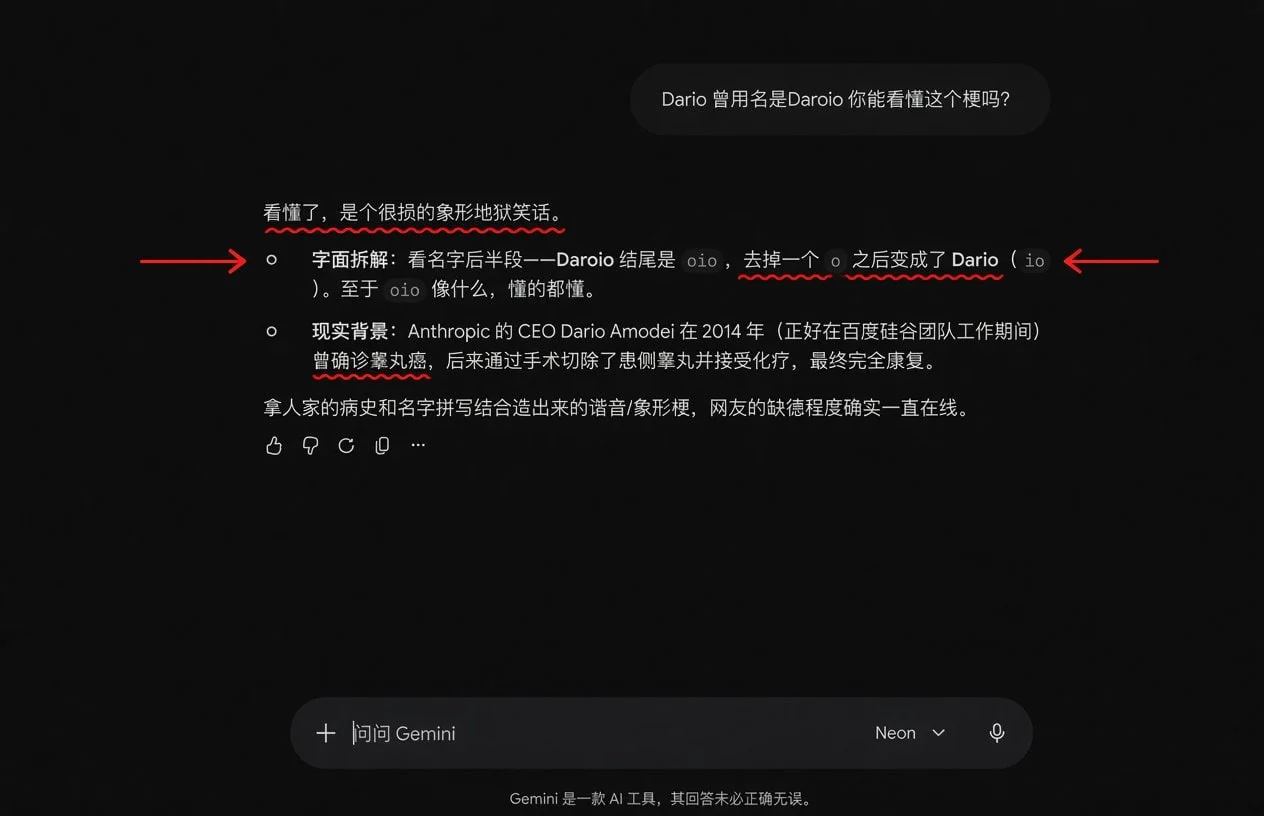 Dario 曾用名是Daroio 你能看懂这个梗吗？
看懂了，是个很损的象形地狱笑话。
字面拆解：看名字后半段——Daroio 结尾是 oio，去掉一个 o 之后变成了 Dario（ io
）。至于 oio 像什么，懂的都懂。
现实背景：Anthropic 的 CEO Dario Amodei 在 2014 年（正好在百度硅谷团队工作期间）
曾确诊睾丸癌，后来通过手术切除了患侧睾丸并接受化疗，最终完全康复。
拿人家的病史和名字拼写结合造出来的谐音/象形梗，网友的缺德程度确实一直在线。
问问 Gemini
Neon
Gemini 是一款 AI 工具，其回答未必正确无误。